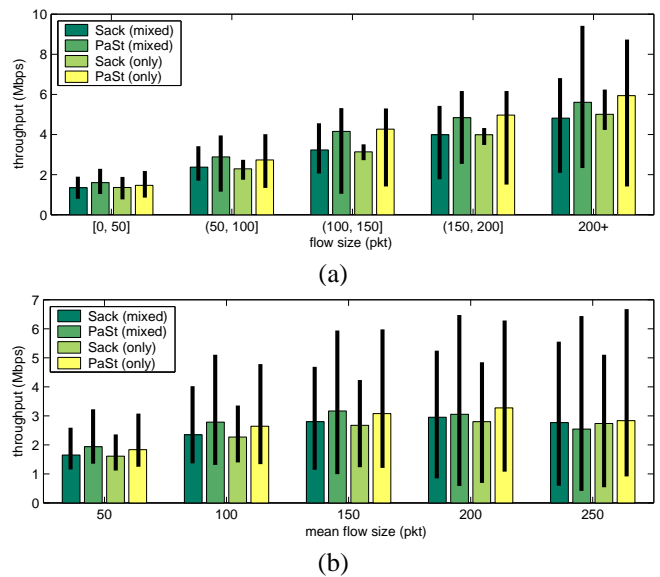 10
8
6
4
2
0
throughput (Mbps)
Sack (mixed)
PaSt (mixed)
Sack (only)
PaSt (only)
[0, 50] (50, 100] (100, 150] (150, 200] 200+
flow size (pkt)
(a)
7
6
5
4
3
2
1
0
throughput (Mbps)
Sack (mixed)
PaSt (mixed)
Sack (only)
PaSt (only)
50 100 150 200 250
mean flow size (pkt)
(b)